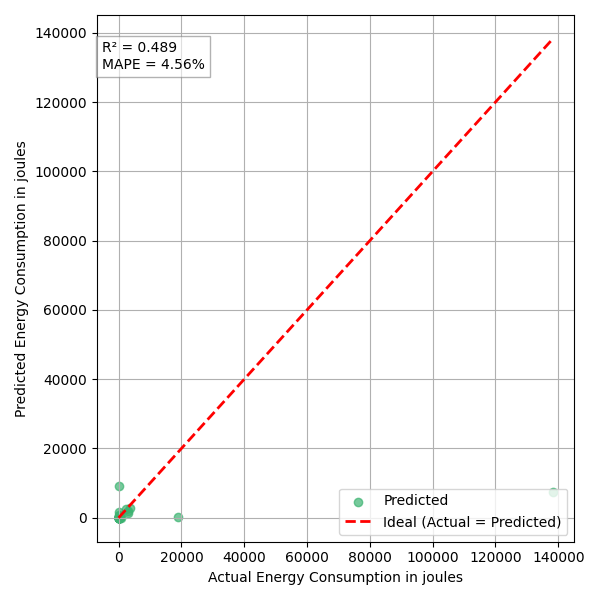 R² = 0.489
MAPE = 4.56%
140000
120000
100000
80000
60000
40000
20000
0
Predicted Energy Consumption in joules
Predicted
Ideal (Actual = Predicted)
0 20000 40000 60000 80000 100000 120000 140000
Actual Energy Consumption in joules